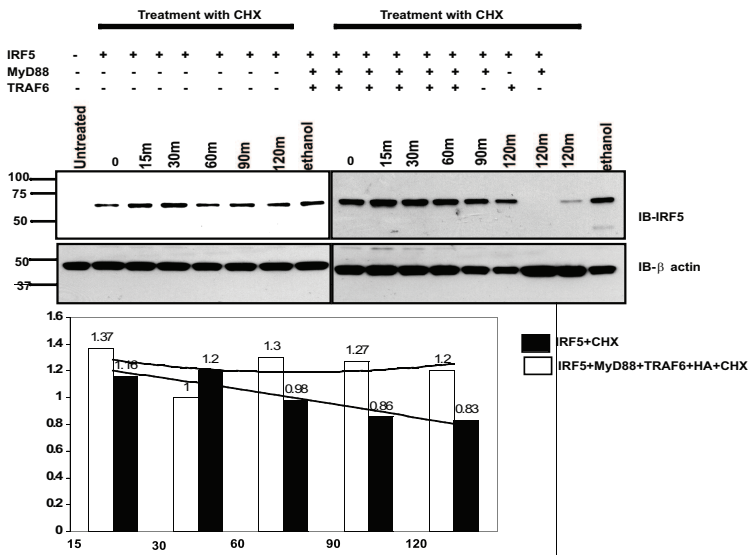 Treatment with CHX Treatment with CHX
IRF5 - + + + + + + + + + + + + + + + +
MyD88 - - - - - - - + + + + + + + - +
TRAF6 - - - - - - - + + + + + + - + -
Untreated 0 15m 30m 60m 90m 120m ethanol 0 15m 30m 60m 90m 120m 120m 120m ethanol
100
75
50
IB-IRF5
50
37
IB-β actin
1.6
1.4
1.2
1
0.8
0.6
0.4
0.2
0
1.37 1.16 1 1.2 1.3 0.98 1.27 0.86 1.2 0.83
15 30 60 90 120
IRF5+CHX
IRF5+MyD88+TRAF6+HA+CHX